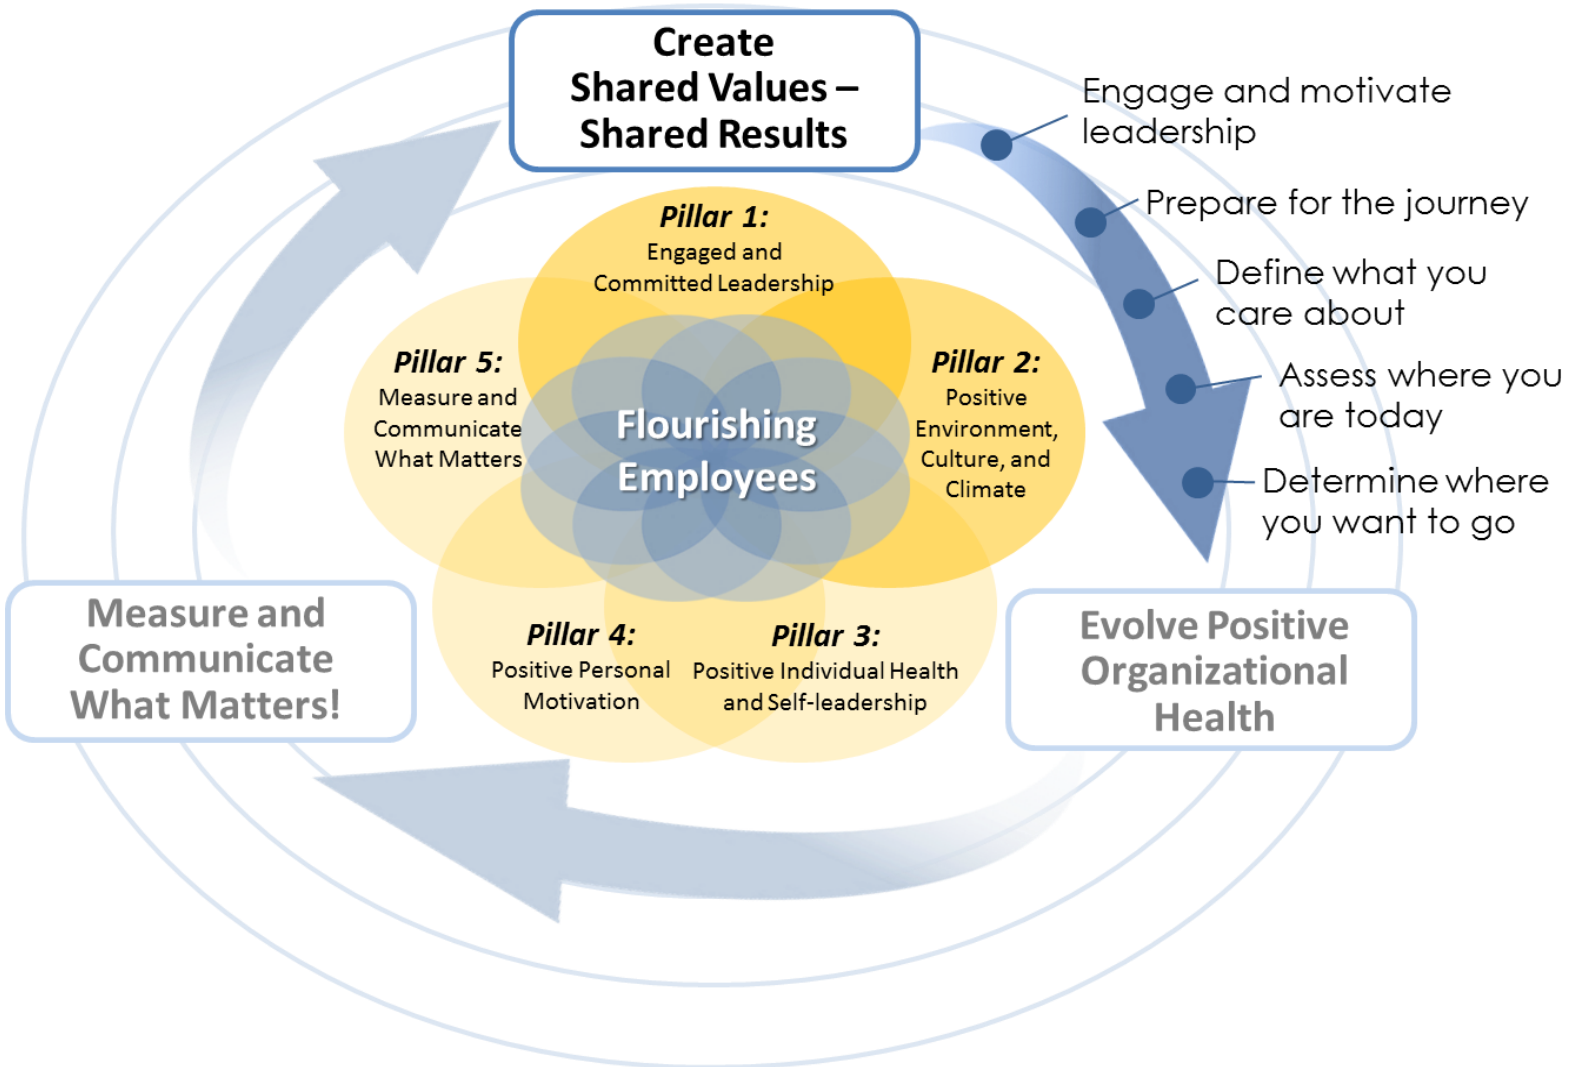 Create
Shared Values –
Shared Results
Engage and motivate
leadership
Prepare for the journey
Define what you
care about
Assess where you
are today
Determine where
you want to go
Pillar 1:
Engaged and
Committed Leadership
Pillar 2:
Positive
Environment,
Culture, and
Climate
Pillar 3:
Positive Individual Health
and Self-leadership
Pillar 4:
Positive Personal
Motivation
Pillar 5:
Measure and
Communicate
What Matters
Flourishing
Employees
Evolve Positive
Organizational
Health
Measure and
Communicate
What Matters!